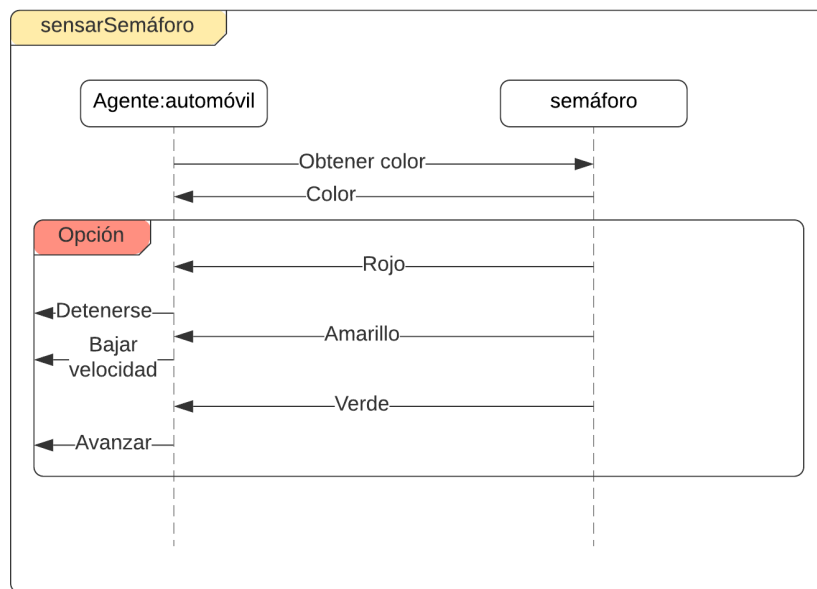 sensarSemáforo
Agente:automóvil
semáforo
Obtener color
Color
Opción
Rojo
Detenerse
Amarillo
Bajar
velocidad
Verde
Avanzar